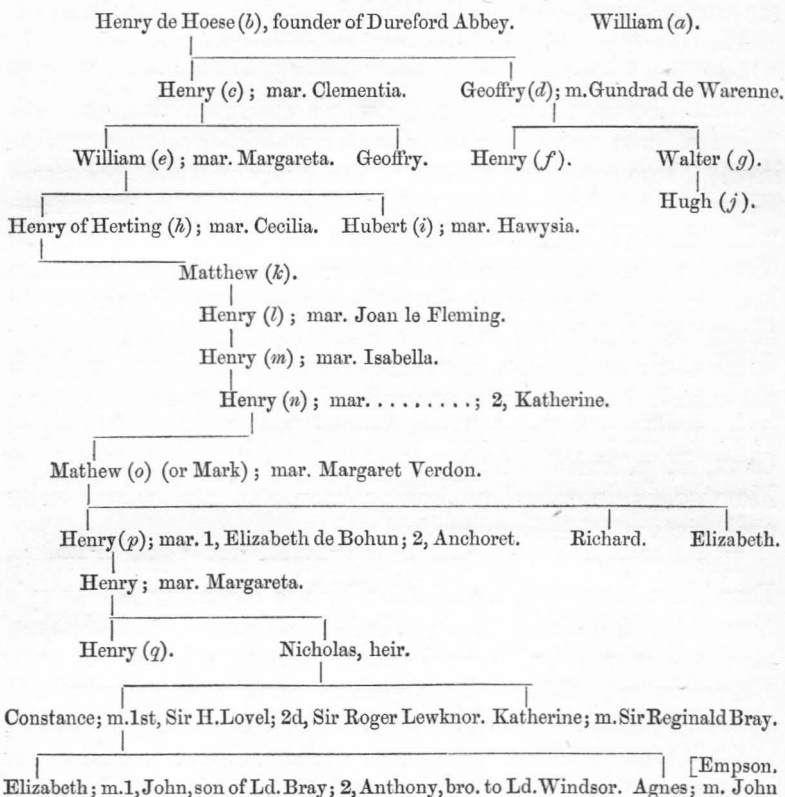 Henry de Hoese (b), founder of Dureford Abbey. William (a).
Henry (c) ; mar. Clementia. Geoffry (d) ; m. Gundrad de Warenne.
William (e) ; mar. Margareta. Geoffry. Henry (f). Walter (g).
Hugh (j).
Henry of Herting (h) ; mar. Cecilia. Hubert (i) ; mar. Hawysia.
Matthew (k).
Henry (l) ; mar. Joan le Fleming.
Henry (m) ; mar. Isabella.
Henry (n) ; mar. . . . . . . . . . ; 2, Katherine.
Mathew (o) (or Mark) ; mar. Margaret Verdon.
Henry (p); mar. 1, Elizabeth de Bohun; 2, Anchoret. Richard. Elizabeth.
Henry; mar. Margareta.
Henry (q). Nicholas, heir.
Constance; m. 1st, Sir H. Lovel; 2d, Sir Roger Lewknor. Katherine; m. Sir Reginald Bray.
[Empson.
Elizabeth; m. 1, John, son of Ld. Bray; 2, Anthony, bro. to Ld. Windsor. Agnes; m. John